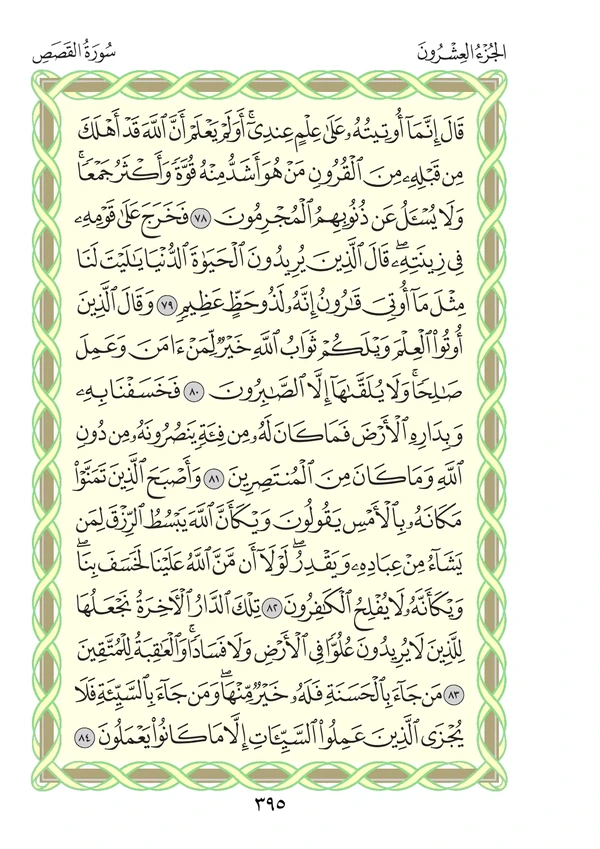 الجُزْءُ العِشْرُونَ
سُورَةُ القَصَصِ
قَالَ إِنَّمَآ أُوتِيتُهُۥ عَلَىٰ عِلْمٍ عِندِيٓۚ أَوَلَمْ يَعْلَمْ أَنَّ ٱللَّهَ قَدْ أَهْلَكَ
مِن قَبْلِهِۦ مِنَ ٱلْقُرُونِ مَنْ هُوَ أَشَدُّ مِنْهُ قُوَّةً وَأَكْثَرُ جَمْعًاۚ
وَلَا يُسْـَٔلُ عَن ذُنُوبِهِمُ ٱلْمُجْرِمُونَ ٧٨ فَخَرَجَ عَلَىٰ قَوْمِهِۦ
فِي زِينَتِهِۦۖ قَالَ ٱلَّذِينَ يُرِيدُونَ ٱلْحَيَوٰةَ ٱلدُّنْيَا يَٰلَيْتَ لَنَا
مِثْلَ مَآ أُوتِيَ قَٰرُونُ إِنَّهُۥ لَذُو حَظٍّ عَظِيمٍ ٧٩ وَقَالَ ٱلَّذِينَ
أُوتُوا۟ ٱلْعِلْمَ وَيْلَكُمْ ثَوَابُ ٱللَّهِ خَيْرٌ لِّمَنْ ءَامَنَ وَعَمِلَ
صَٰلِحًاۚ وَلَا يُلَقَّىٰهَآ إِلَّا ٱلصَّٰبِرُونَ ٨٠ فَخَسَفْنَا بِهِۦ
وَبِدَارِهِ ٱلْأَرْضَ فَمَا كَانَ لَهُۥ مِن فِئَةٍ يَنصُرُونَهُۥ مِن دُونِ
ٱللَّهِ وَمَا كَانَ مِنَ ٱلْمُنتَصِرِينَ ٨١ وَأَصْبَحَ ٱلَّذِينَ تَمَنَّوْا۟
مَكَانَهُۥ بِٱلْأَمْسِ يَقُولُونَ وَيْكَأَنَّ ٱللَّهَ يَبْسُطُ ٱلرِّزْقَ لِمَن
يَشَآءُ مِنْ عِبَادِهِۦ وَيَقْدِرُۖ لَوْلَآ أَن مَّنَّ ٱللَّهُ عَلَيْنَا لَخَسَفَ بِنَاۖ
وَيْكَأَنَّهُۥ لَا يُفْلِحُ ٱلْكَٰفِرُونَ ٨٢ تِلْكَ ٱلدَّارُ ٱلْأَخِرَةُ نَجْعَلُهَا
لِلَّذِينَ لَا يُرِيدُونَ عُلُوًّا فِي ٱلْأَرْضِ وَلَا فَسَادًاۚ وَٱلْعَٰقِبَةُ لِلْمُتَّقِينَ
٨٣ مَن جَآءَ بِٱلْحَسَنَةِ فَلَهُۥ خَيْرٌ مِّنْهَاۖ وَمَن جَآءَ بِٱلسَّيِّئَةِ فَلَا
يُجْزَى ٱلَّذِينَ عَمِلُوا۟ ٱلسَّيِّـَٔاتِ إِلَّا مَا كَانُوا۟ يَعْمَلُونَ ٨٤
٣٩٥